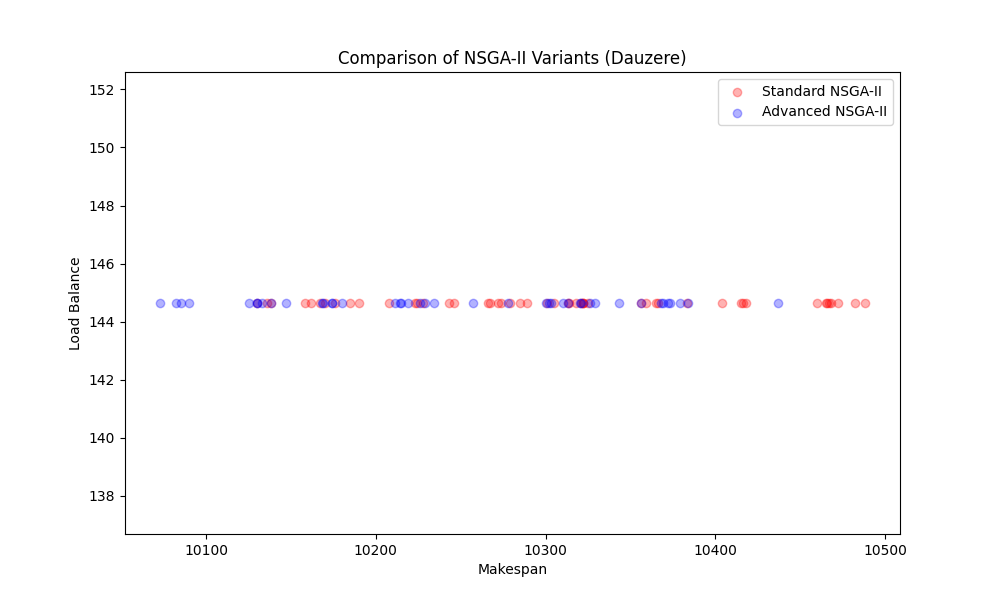 Comparison of NSGA-II Variants (Dauzere)
Standard NSGA-II
Advanced NSGA-II
152
150
148
146
144
142
140
138
Load Balance
10100 10200 10300 10400 10500
Makespan